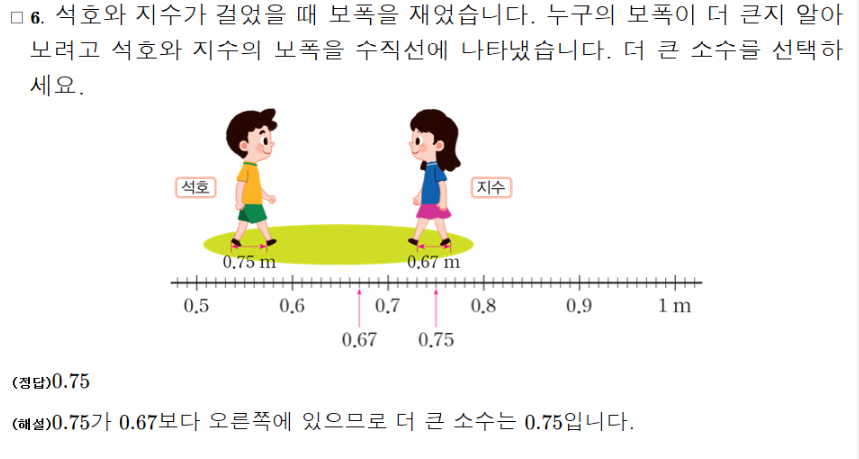 □ 6. 석호와 지수가 걸었을 때 보폭을 재었습니다. 누구의 보폭이 더 큰지 알아
보려고 석호와 지수의 보폭을 수직선에 나타냈습니다. 더 큰 소수를 선택하
세요.
석호 지수
0.75 m 0.67 m
0.5 0.6 0.7 0.8 0.9 1 m
0.67 0.75
(정답)0.75
(해설)0.75가 0.67보다 오른쪽에 있으므로 더 큰 소수는 0.75입니다.